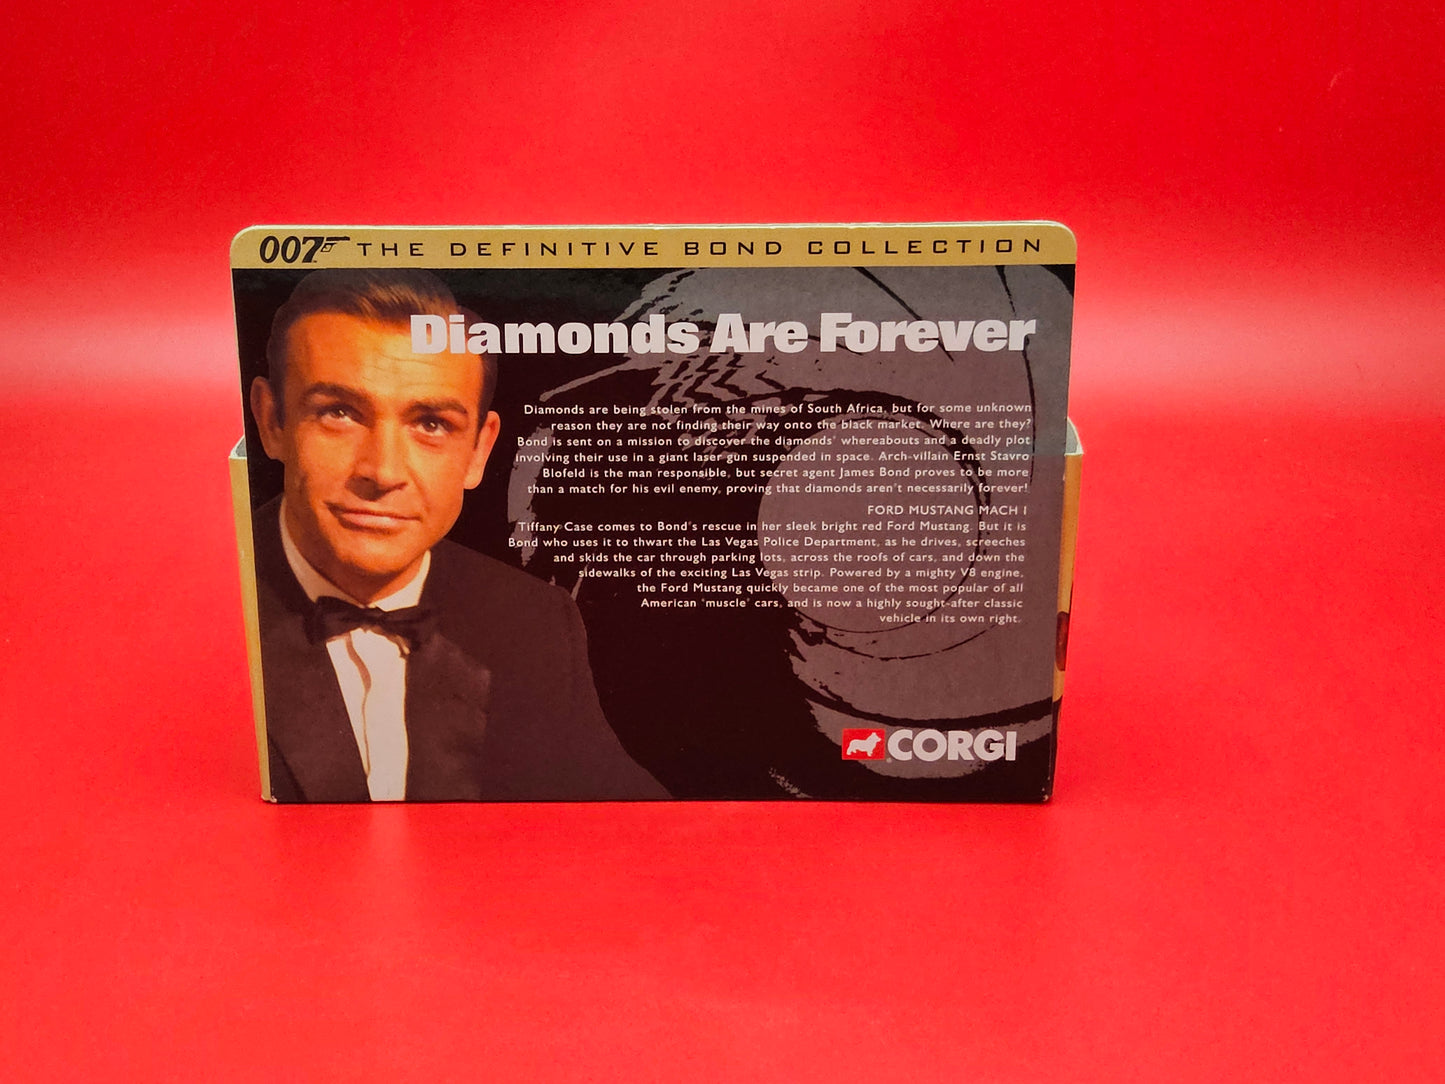 007 THE DEFINITIVE BOND COLLECTION
Diamonds Are Forever
Diamonds are being stolen from the mines of South Africa, but for some unknown
reason they are not finding their way onto the black market. Where are they?
Bond is sent on a mission to discover the diamonds' whereabouts and a deadly plot
involving their use in a giant laser gun suspended in space. Arch-villain Ernst Stavro
Blofeld is the man responsible, but secret agent James Bond proves to be more
than a match for his evil enemy, proving that diamonds aren't necessarily forever!
FORD MUSTANG MACH I
Tiffany Case comes to Bond's rescue in her sleek bright red Ford Mustang. But it is
Bond who uses it to thwart the Las Vegas Police Department, as he drives, screeches
and skids the car through parking lots, across the roofs of cars, and down the
sidewalks of the exciting Las Vegas strip. Powered by a mighty V8 engine,
the Ford Mustang quickly became one of the most popular of all
American 'muscle' cars, and is now a highly sought-after classic
vehicle in its own right.
CORGI